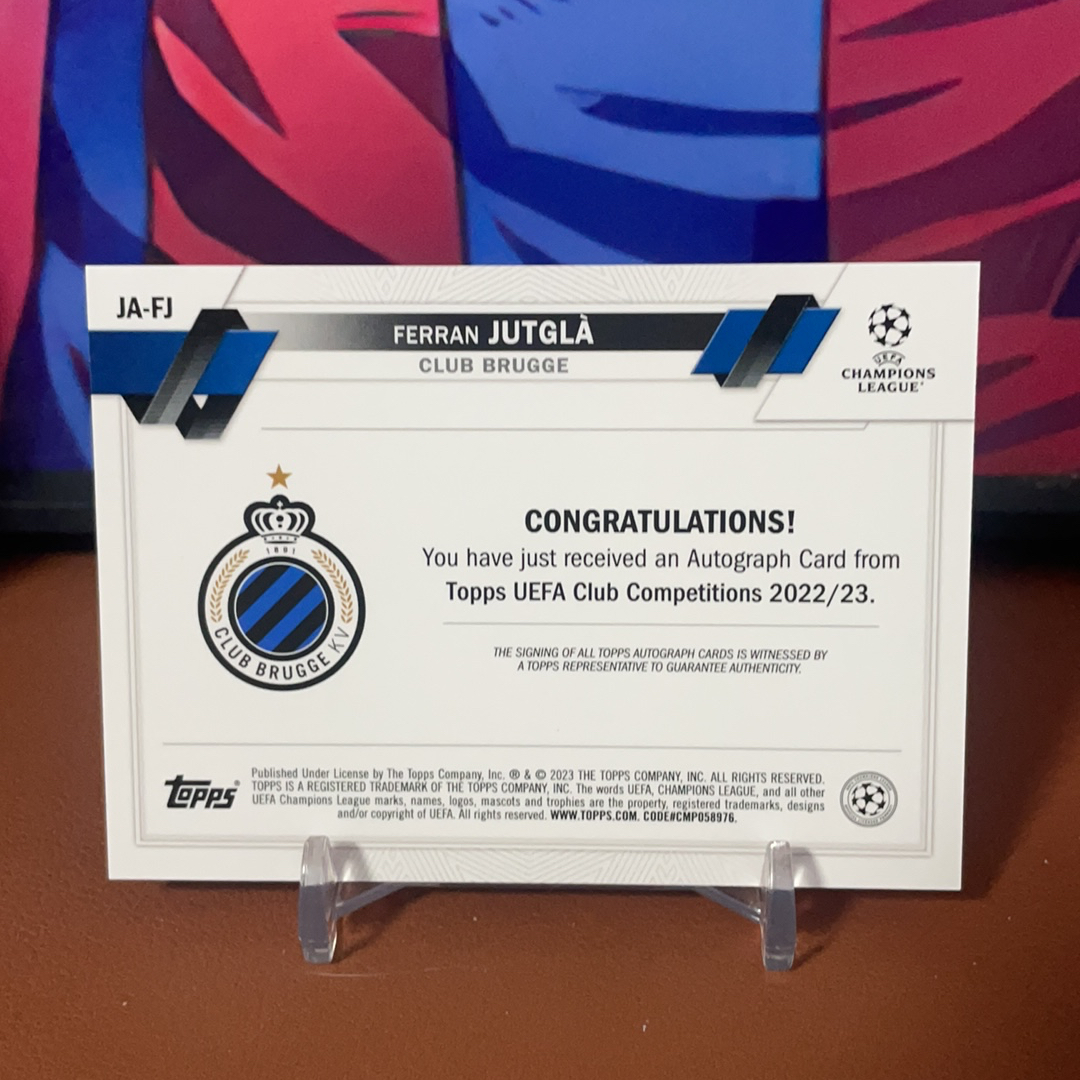 JA-FJ
FERRAN JUTGLÀ
CLUB BRUGGE
UEFA
CHAMPIONS
LEAGUE®
1891
CLUB BRUGGE KV
CONGRATULATIONS!
You have just received an Autograph Card from
Topps UEFA Club Competitions 2022/23.
THE SIGNING OF ALL TOPPS AUTOGRAPH CARDS IS WITNESSED BY
A TOPPS REPRESENTATIVE TO GUARANTEE AUTHENTICITY.
Topps®
Published Under License by The Topps Company, Inc. ® & © 2023 THE TOPPS COMPANY, INC. ALL RIGHTS RESERVED.
TOPPS IS A REGISTERED TRADEMARK OF THE TOPPS COMPANY, INC. The words UEFA, CHAMPIONS LEAGUE, and all other
UEFA Champions League marks, names, logos, mascots and trophies are the property, registered trademarks, designs
and/or copyright of UEFA. All rights reserved. WWW.TOPPS.COM. CODE#CMP058976.